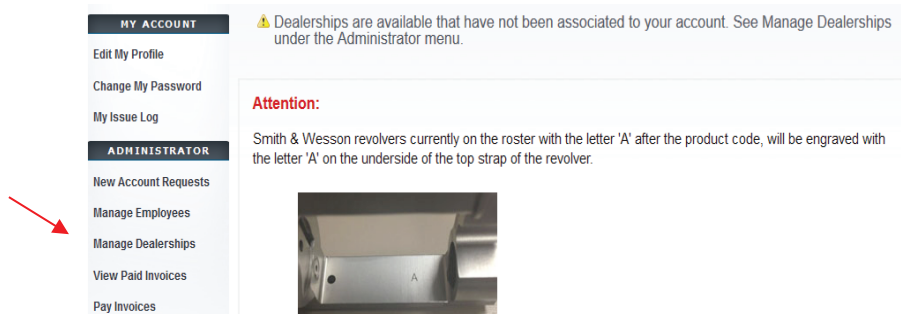 MY ACCOUNT
Edit My Profile
Change My Password
My Issue Log
ADMINISTRATOR
New Account Requests
Manage Employees
Manage Dealerships
View Paid Invoices
Pay Invoices
Dealerships are available that have not been associated to your account. See Manage Dealerships
under the Administrator menu.
Attention:
Smith & Wesson revolvers currently on the roster with the letter 'A' after the product code, will be engraved with
the letter 'A' on the underside of the top strap of the revolver.
A